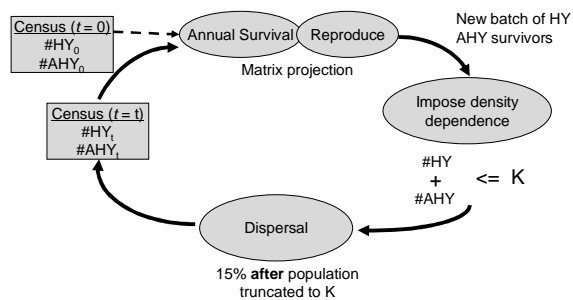 Census (t = 0)
#HY0
#AHY0
Annual Survival
Reproduce
Matrix projection
New batch of HY
AHY survivors
Impose density
dependence
#HY
+
#AHY
<= K
Dispersal
15% after population
truncated to K
Census (t = t)
#HYt
#AHYt